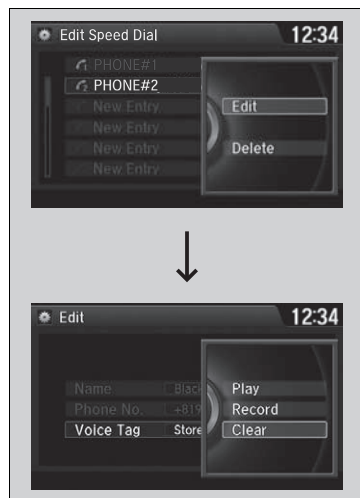 Edit Speed Dial 12:34
PHONE#1
PHONE#2
New Entry
New Entry
New Entry
New Entry
Edit
Delete
Edit 12:34
Name Blac
Phone No. +819
Voice Tag Store
Play
Record
Clear